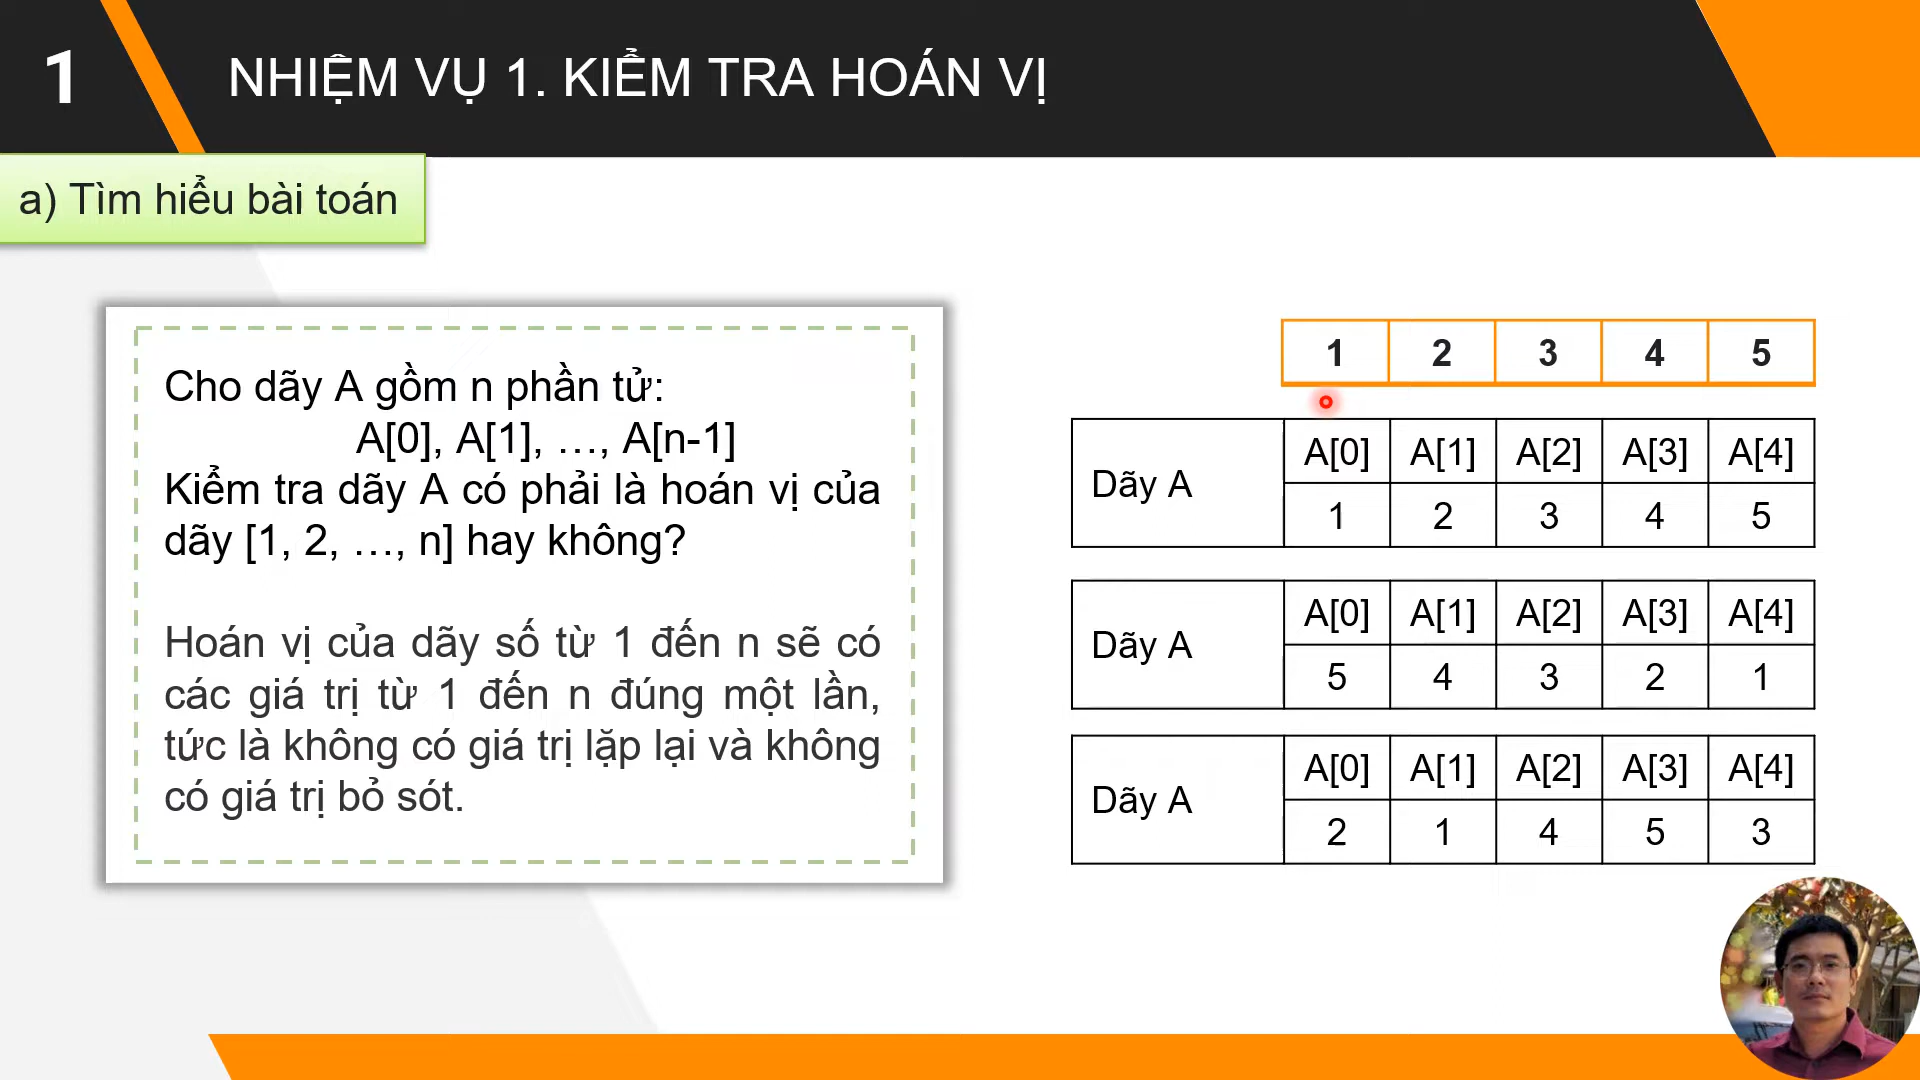 1
NHIỆM VỤ 1. KIỂM TRA HOÁN VỊ
a) Tìm hiểu bài toán
Cho dãy A gồm n phần tử:
A[0], A[1], …, A[n-1]
Kiểm tra dãy A có phải là hoán vị của
dãy [1, 2, …, n] hay không?
Hoán vị của dãy số từ 1 đến n sẽ có
các giá trị từ 1 đến n đúng một lần,
tức là không có giá trị lặp lại và không
có giá trị bỏ sót.
1 2 3 4 5
Dãy A
A[0] A[1] A[2] A[3] A[4]
1 2 3 4 5
Dãy A
A[0] A[1] A[2] A[3] A[4]
5 4 3 2 1
Dãy A
A[0] A[1] A[2] A[3] A[4]
2 1 4 5 3